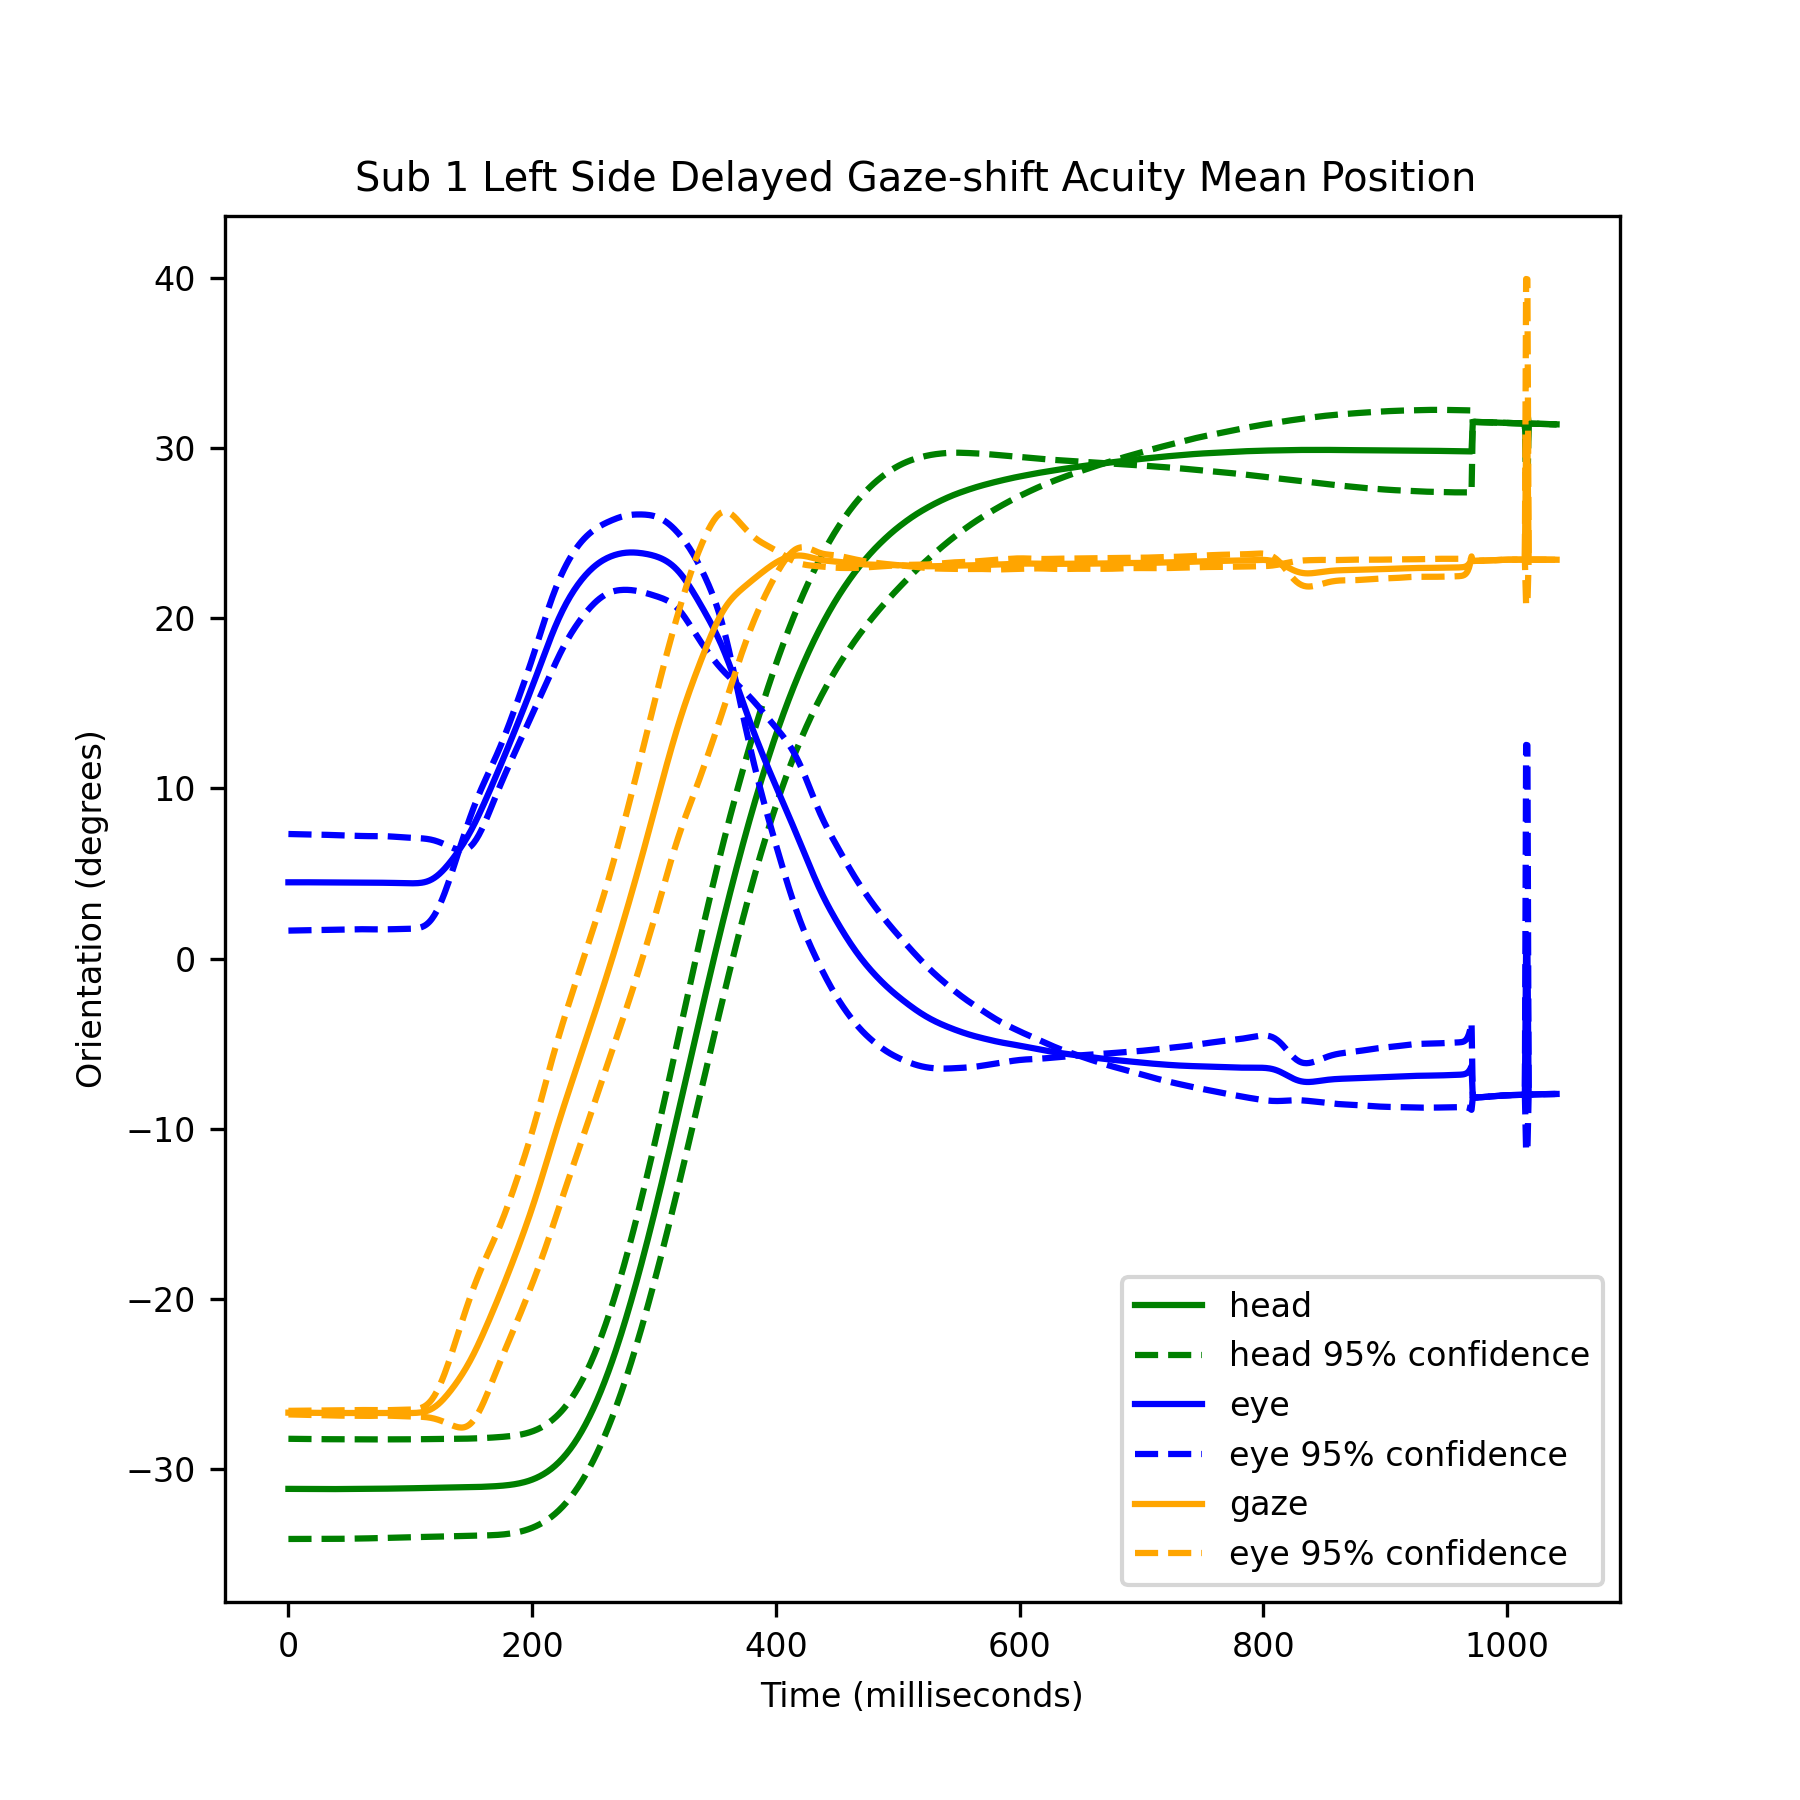 Sub 1 Left Side Delayed Gaze-shift Acuity Mean Position
40
30
20
10
0
−10
−20
−30
Orientation (degrees)
0 200 400 600 800 1000
Time (milliseconds)
head
head 95% confidence
eye
eye 95% confidence
gaze
eye 95% confidence